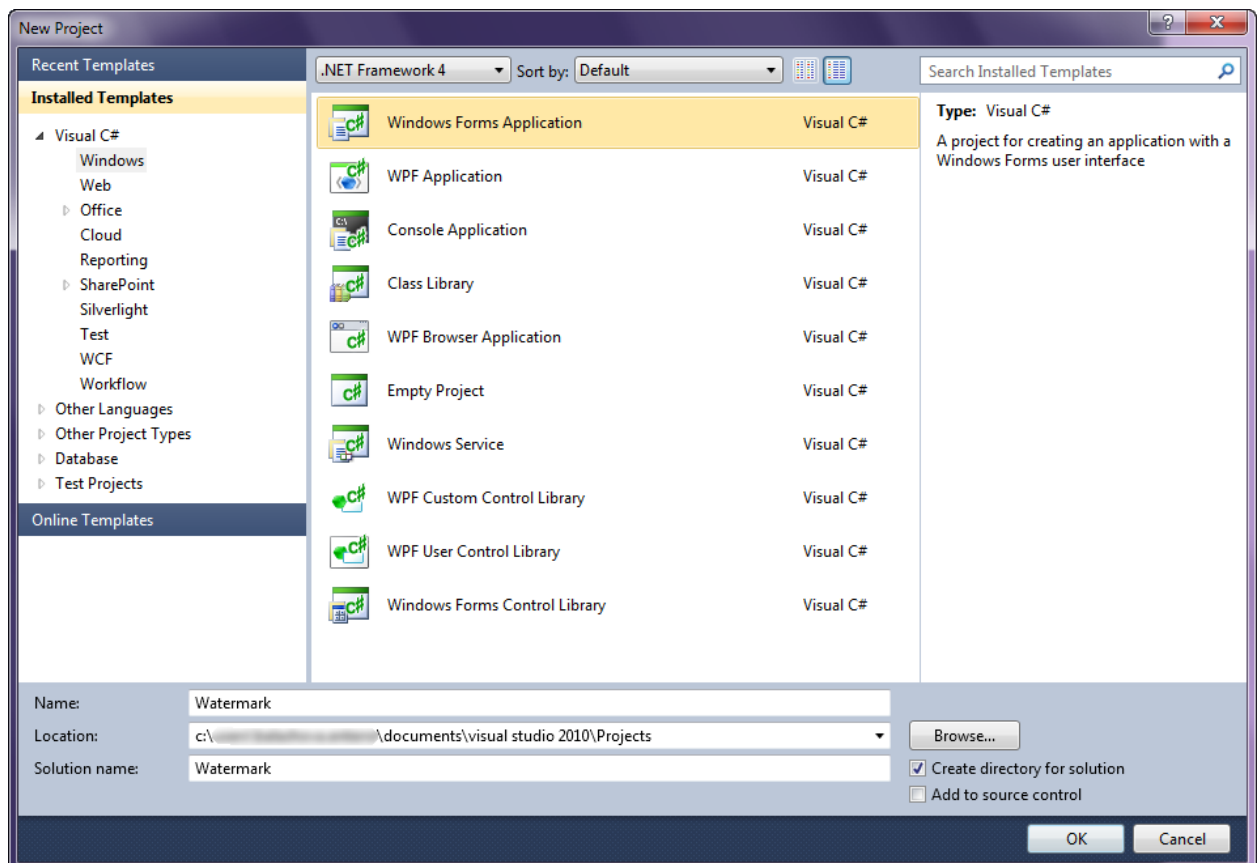 New Project
Recent Templates
Installed Templates
Visual C#
Windows
Web
Office
Cloud
Reporting
SharePoint
Silverlight
Test
WCF
Workflow
Other Languages
Other Project Types
Database
Test Projects
Online Templates
.NET Framework 4 Sort by: Default
Windows Forms Application Visual C#
WPF Application Visual C#
Console Application Visual C#
Class Library Visual C#
WPF Browser Application Visual C#
Empty Project Visual C#
Windows Service Visual C#
WPF Custom Control Library Visual C#
WPF User Control Library Visual C#
Windows Forms Control Library Visual C#
Search Installed Templates
Type: Visual C#
A project for creating an application with a
Windows Forms user interface
Name: Watermark
Location: c:\ \documents\visual studio 2010\Projects Browse...
Solution name: Watermark
Create directory for solution
Add to source control
OK Cancel